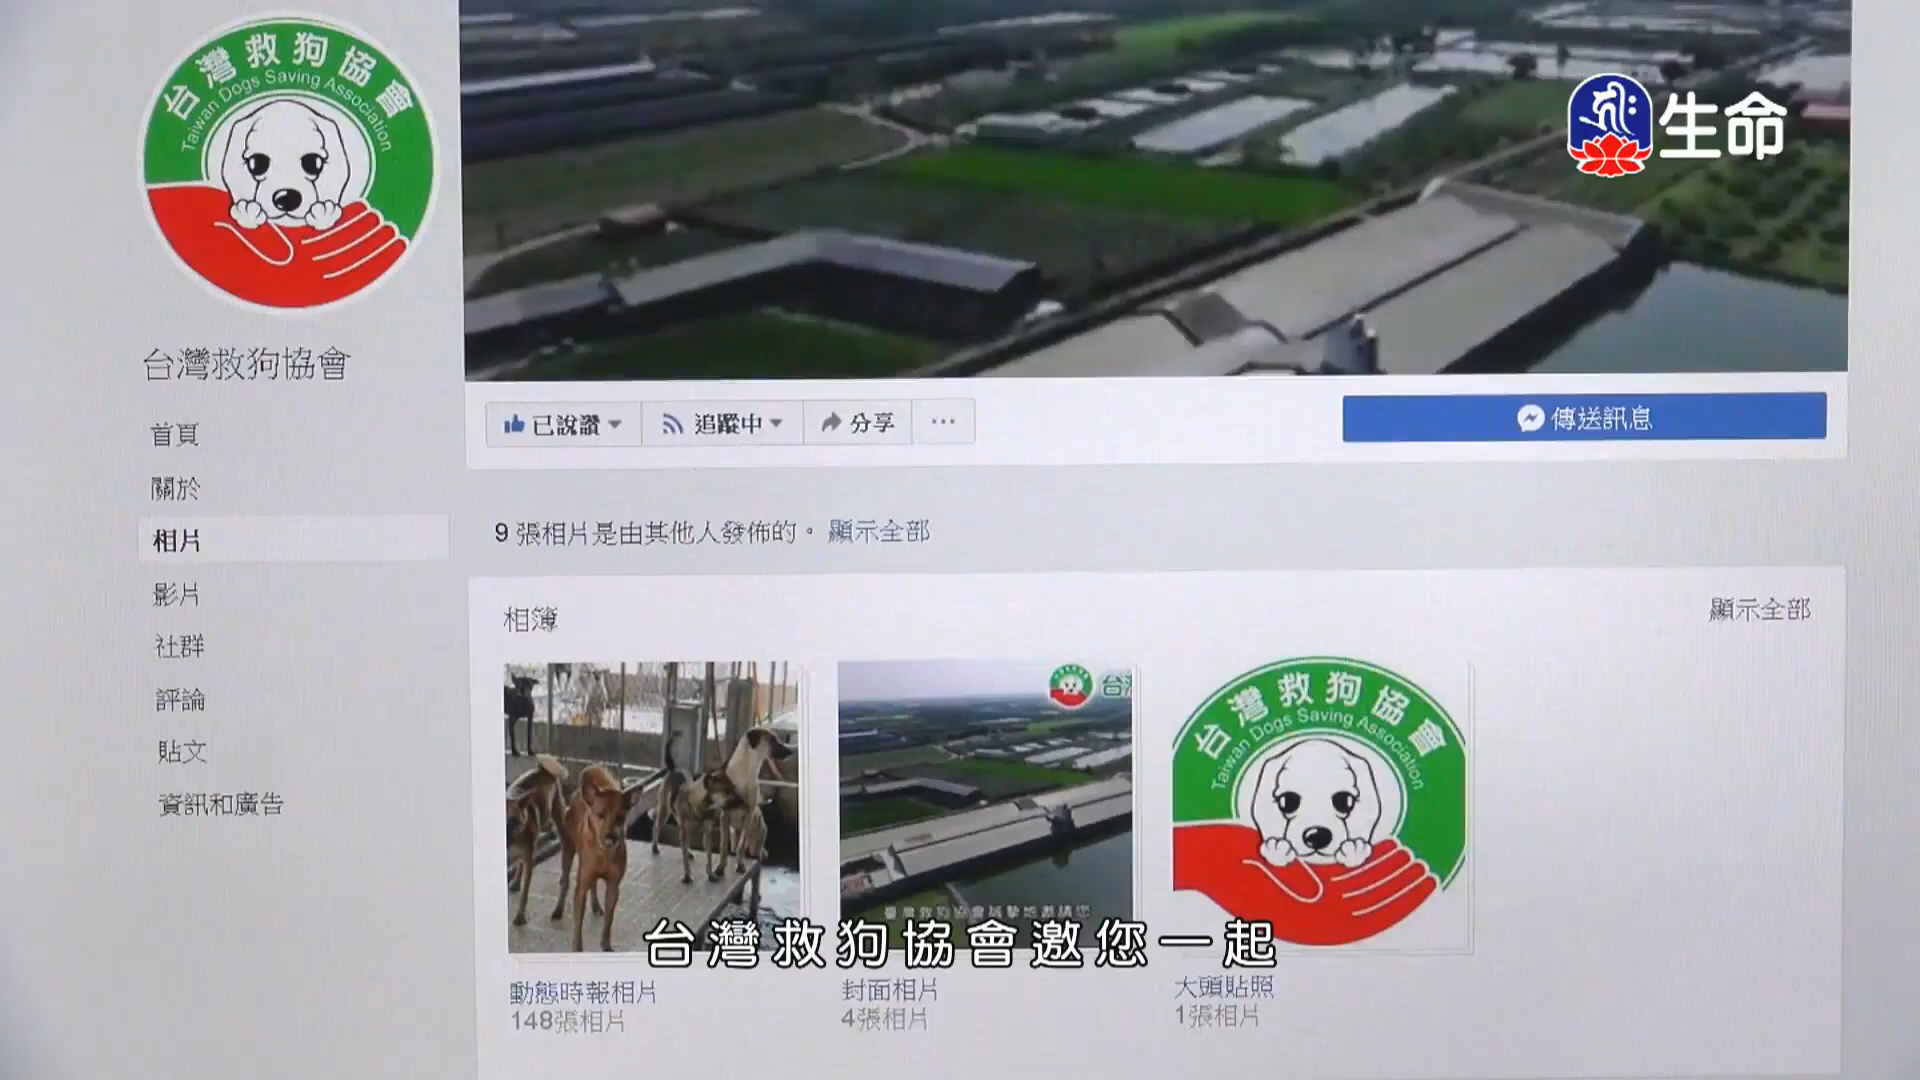 台灣救狗協會
Taiwan Dogs Saving Association
生命
台灣救狗協會
首頁
關於
相片
影片
社群
評論
貼文
資訊和廣告
已說讚
追蹤中
分享
傳送訊息
9 張相片是由其他人發佈的。 顯示全部
相簿
顯示全部
台灣救狗協會
Taiwan Dogs Saving Association
台灣救狗協會邀您一起
動態時報相片
148張相片
封面相片
4張相片
大頭貼照
1張相片